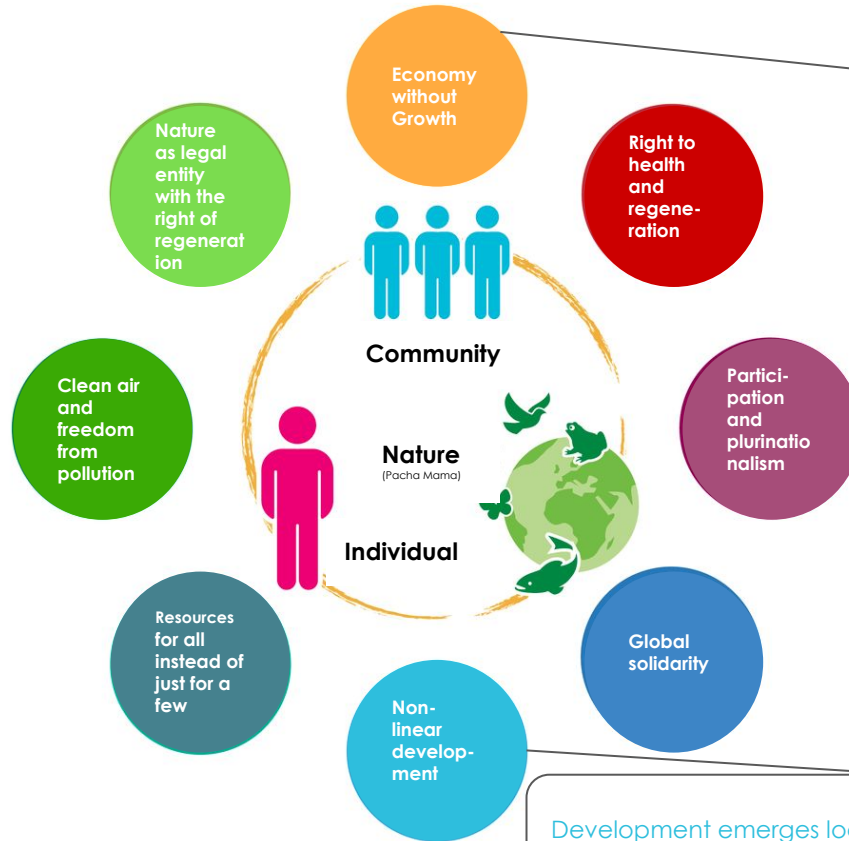 Economy
without
Growth
Nature
as legal
entity
with the
right of
regenerat
ion
Right to
health
and
regene-
ration
Community
Clean air
and
freedom
from
pollution
Nature
(Pacha Mama)
Partici-
pation
and
plurinatio
nalism
Individual
Resources
for all
instead of
just for a
few
Global
solidarity
Non-
linear
develop-
ment
Development emerges